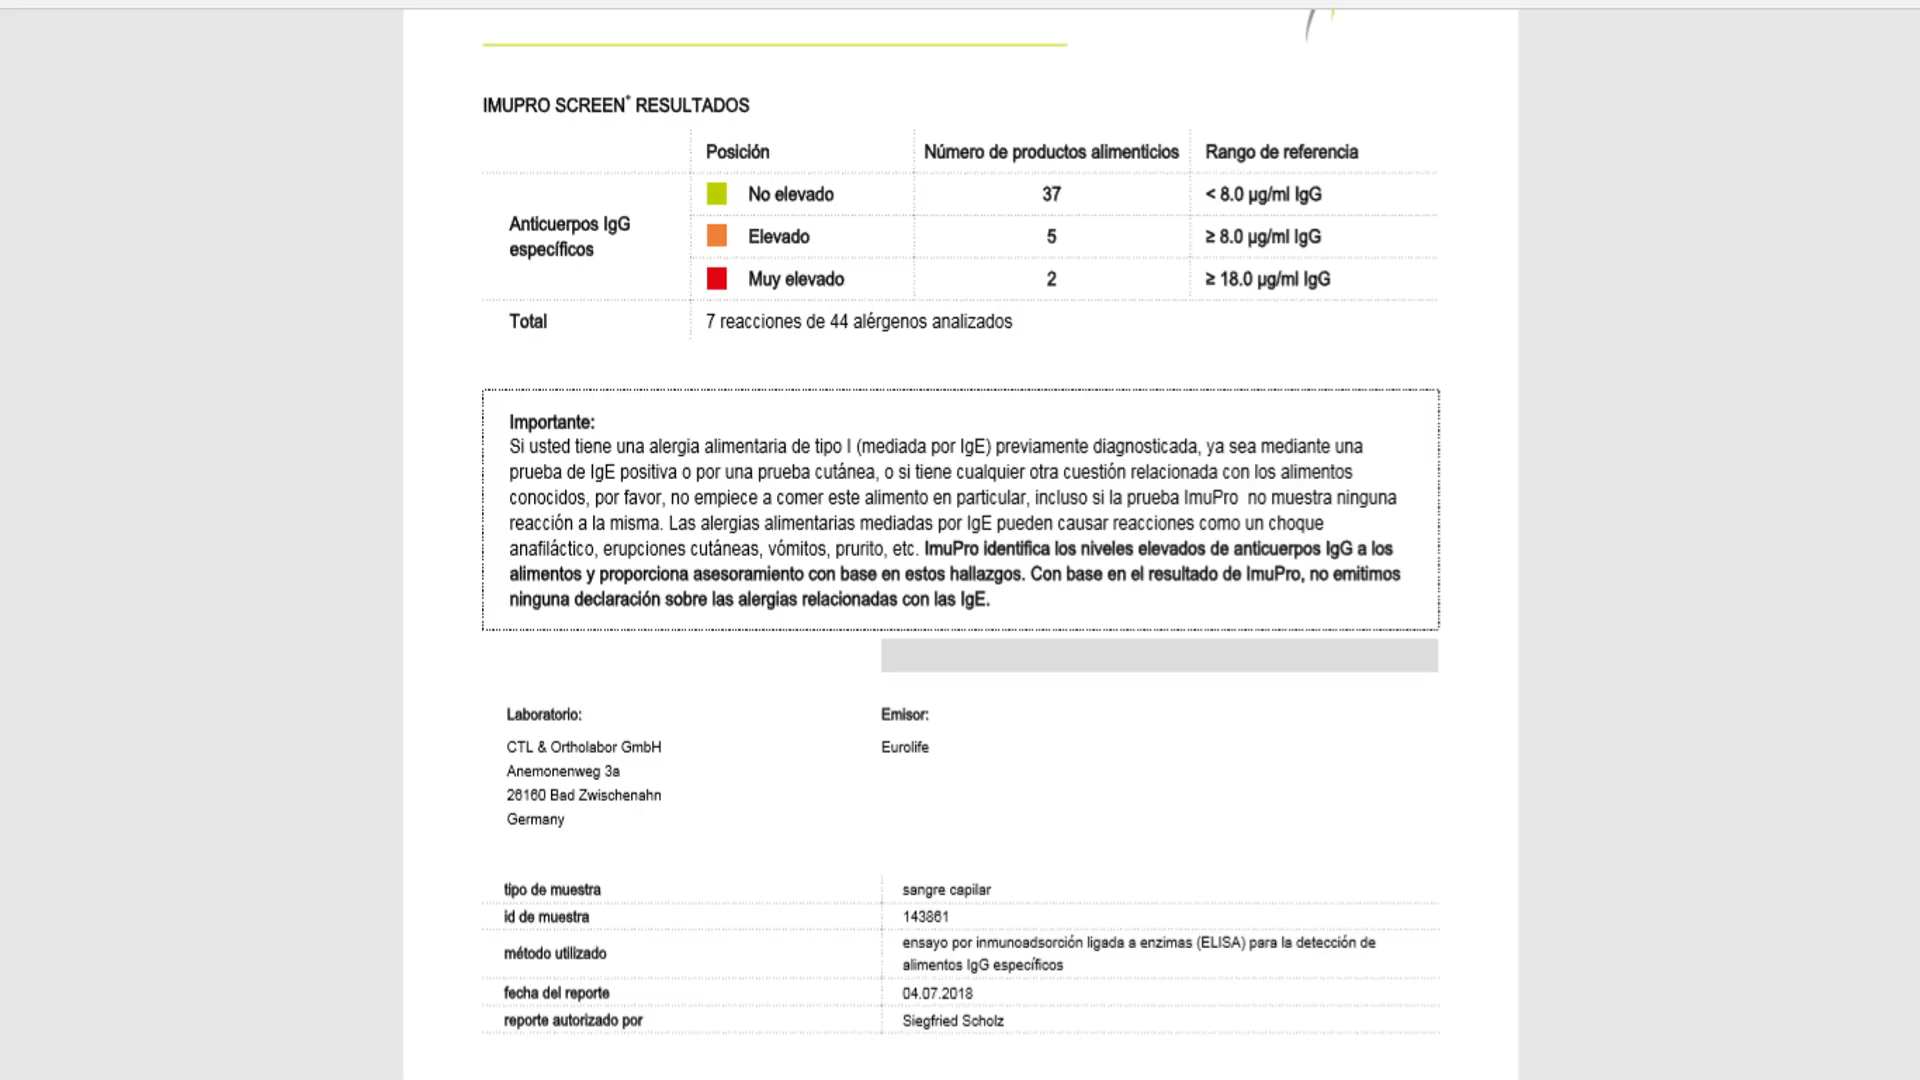 IMUPRO SCREEN+ RESULTADOS
Posición Número de productos alimenticios Rango de referencia
No elevado 37 < 8.0 µg/ml IgG
Anticuerpos IgG
específicos
Elevado 5 ≥ 8.0 µg/ml IgG
Muy elevado 2 ≥ 18.0 µg/ml IgG
Total 7 reacciones de 44 alérgenos analizados
Importante:
Si usted tiene una alergia alimentaria de tipo I (mediada por IgE) previamente diagnosticada, ya sea mediante una
prueba de IgE positiva o por una prueba cutánea, o si tiene cualquier otra cuestión relacionada con los alimentos
conocidos, por favor, no empiece a comer este alimento en particular, incluso si la prueba ImuPro no muestra ninguna
reacción a la misma. Las alergias alimentarias mediadas por IgE pueden causar reacciones como un choque
anafiláctico, erupciones cutáneas, vómitos, prurito, etc. ImuPro identifica los niveles elevados de anticuerpos IgG a los
alimentos y proporciona asesoramiento con base en estos hallazgos. Con base en el resultado de ImuPro, no emitimos
ninguna declaración sobre las alergias relacionadas con las IgE.
Laboratorio: Emisor:
CTL & Ortholabor GmbH Eurolife
Anemonenweg 3a
26160 Bad Zwischenahn
Germany
tipo de muestra sangre capilar
id de muestra 143861
método utilizado ensayo por inmunoadsorción ligada a enzimas (ELISA) para la detección de
alimentos IgG específicos
fecha del reporte 04.07.2018
reporte autorizado por Siegfried Scholz